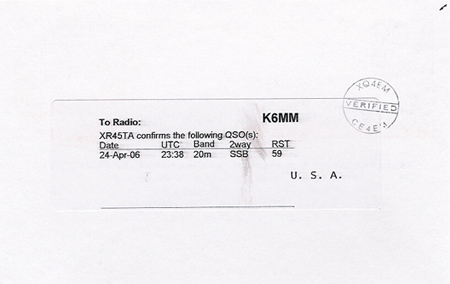 XQ4EM
VERIFIED
CE4EM
To Radio: K6MM
XR45TA confirms the following QSO(s):
Date UTC Band 2way RST
24-Apr-06 23:38 20m SSB 59
U. S. A.